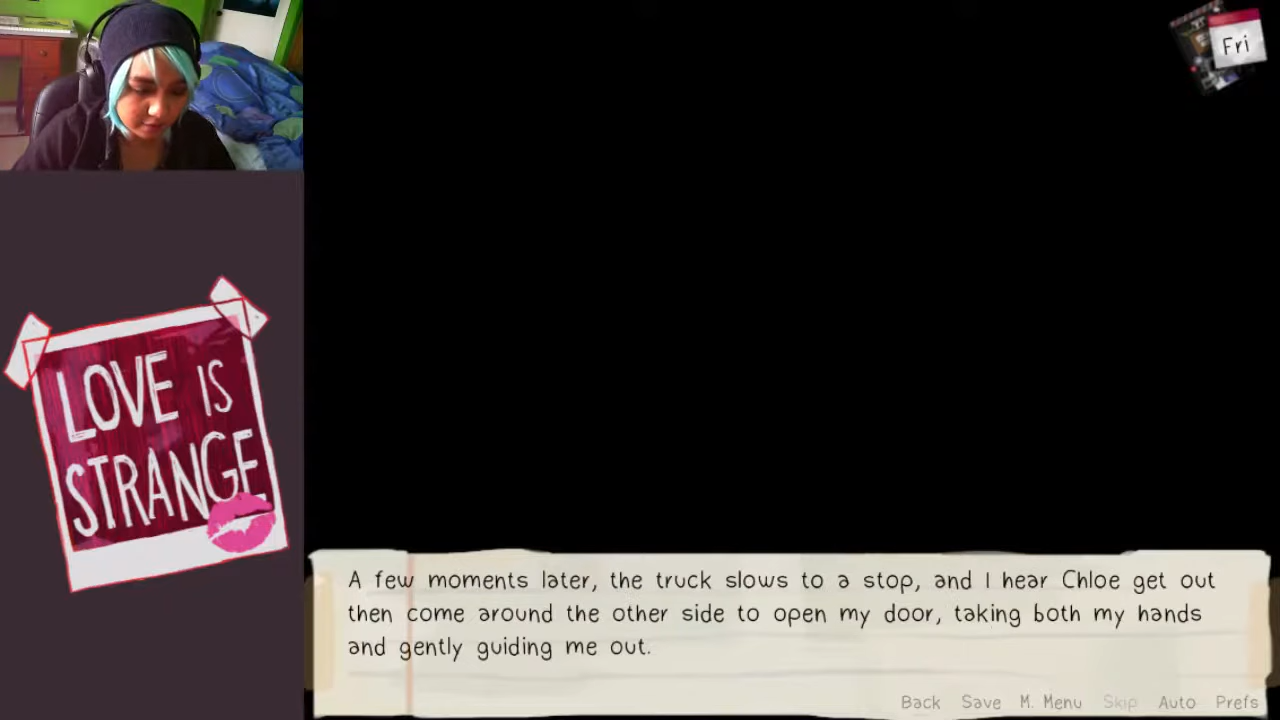 Fri
LOVE IS
STRANGE
A few moments later, the truck slows to a stop, and I hear Chloe get out
then come around the other side to open my door, taking both my hands
and gently guiding me out.
Back Save M. Menu Skip Auto Prefs